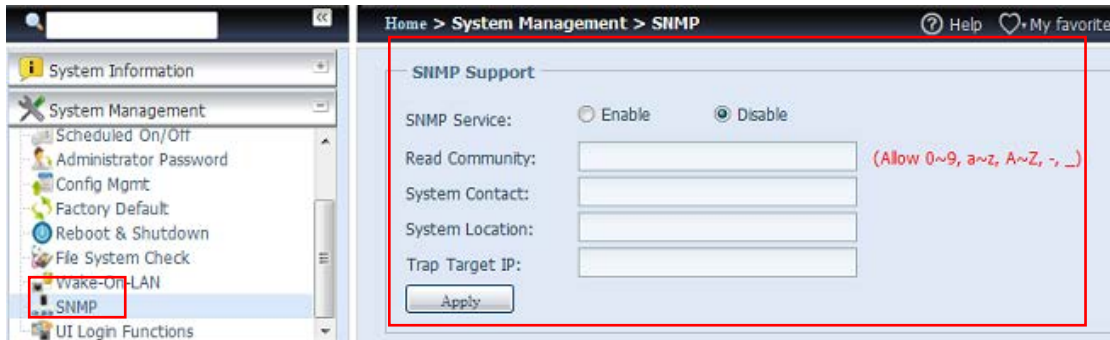 Home > System Management > SNMP
Help
My favorite
System Information
System Management
Scheduled On/Off
Administrator Password
Config Mgmt
Factory Default
Reboot & Shutdown
File System Check
Wake-On-LAN
SNMP
UI Login Functions
SNMP Support
SNMP Service: Enable Disable
Read Community: (Allow 0~9, a~z, A~Z, -, _)
System Contact:
System Location:
Trap Target IP:
Apply